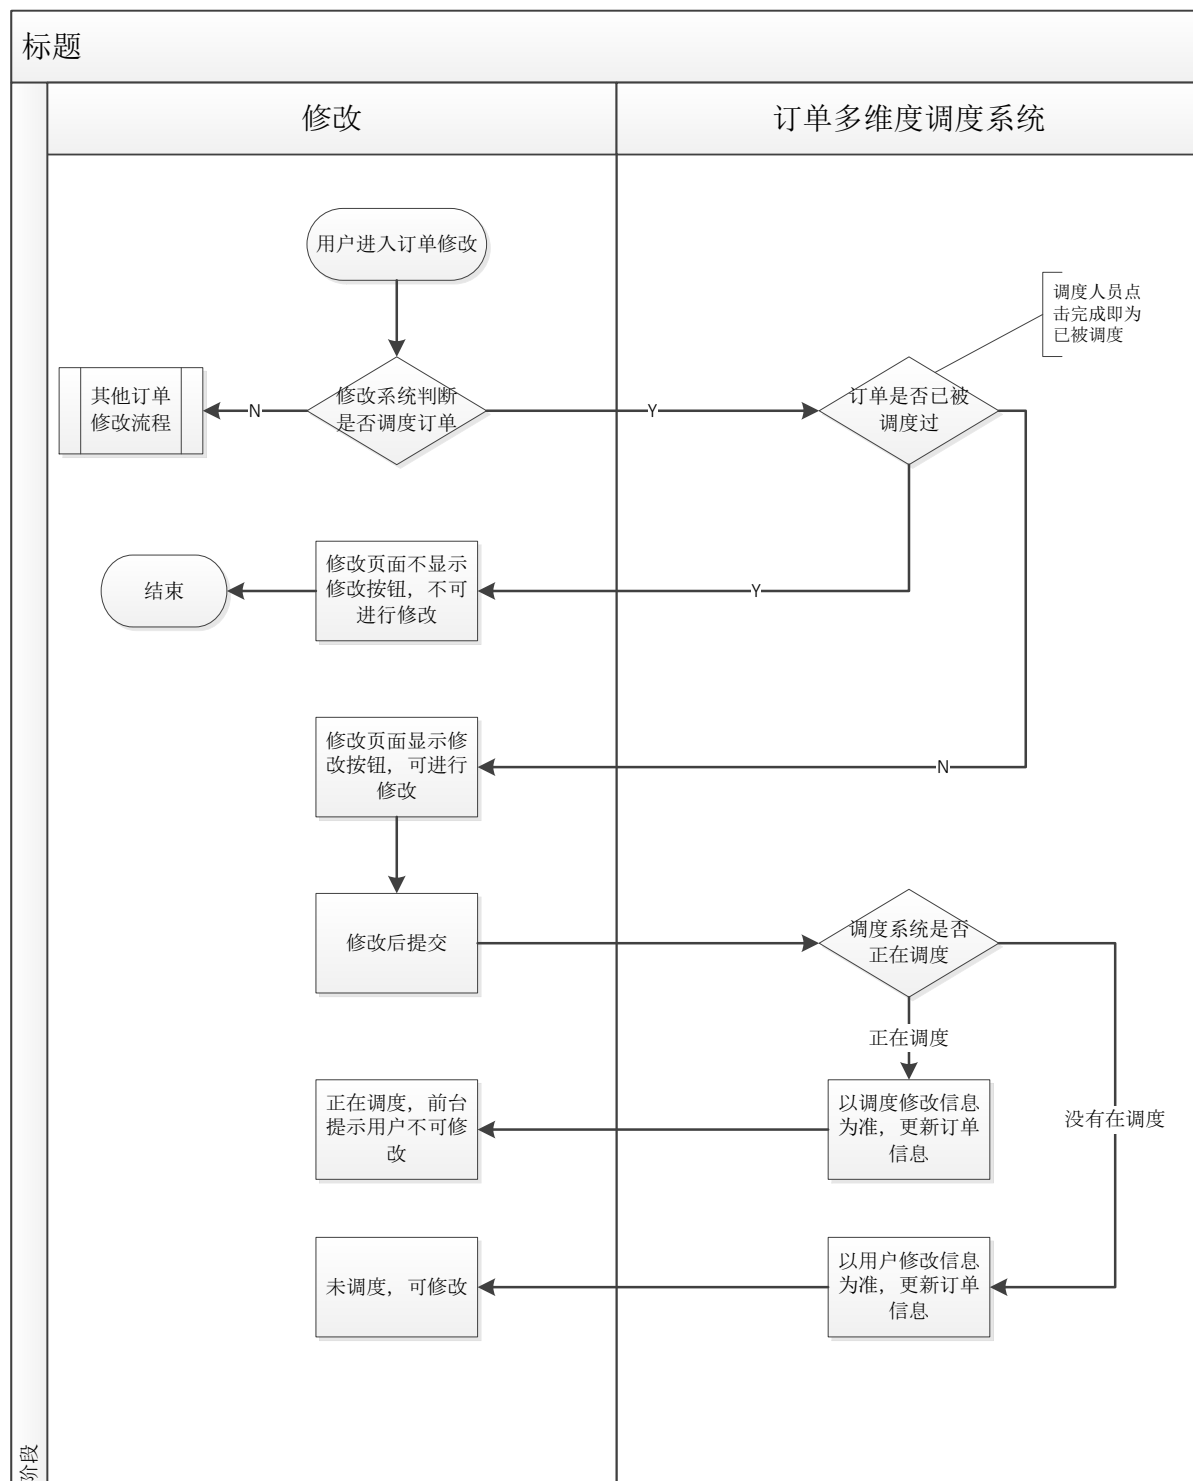 标题
修改
订单多维度调度系统
用户进入订单修改
调度人员点
击完成即为
已被调度
其他订单
修改流程
N
修改系统判断
是否调度订单
Y
订单是否已被
调度过
结束
修改页面不显示
修改按钮，不可
进行修改
Y
修改页面显示修
改按钮，可进行
修改
N
修改后提交
调度系统是否
正在调度
正在调度
正在调度，前台
提示用户不可修
改
以调度修改信息
为准，更新订单
信息
没有在调度
未调度，可修改
以用户修改信息
为准，更新订单
信息
阶段